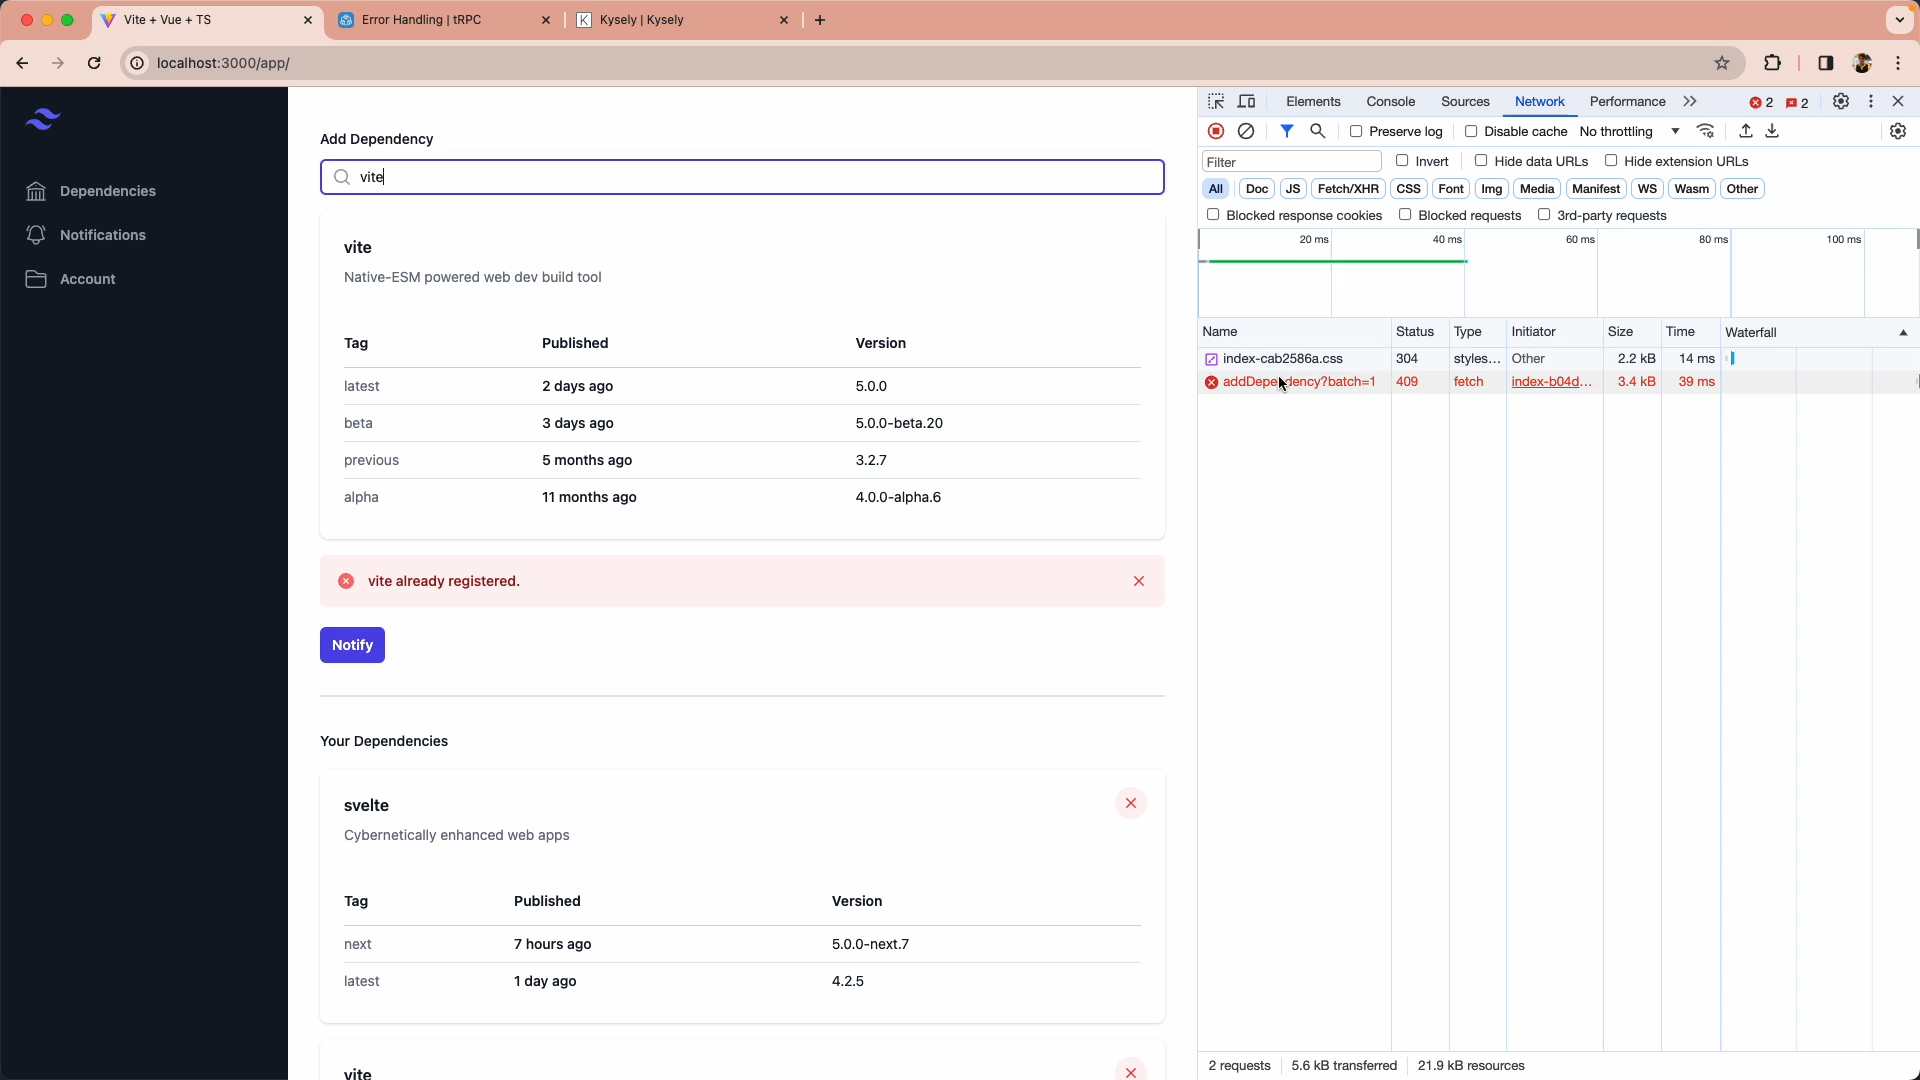 Vite + Vue + TS
Error Handling | tRPC
K Kysely | Kysely
localhost:3000/app/
Dependencies
Notifications
Account
Add Dependency
vite
vite
Native-ESM powered web dev build tool
Tag Published Version
latest 2 days ago 5.0.0
beta 3 days ago 5.0.0-beta.20
previous 5 months ago 3.2.7
alpha 11 months ago 4.0.0-alpha.6
vite already registered.
Notify
Your Dependencies
svelte
Cybernetically enhanced web apps
Tag Published Version
next 7 hours ago 5.0.0-next.7
latest 1 day ago 4.2.5
vite
Elements Console Sources Network Performance 2 2
Preserve log Disable cache No throttling
Filter Invert Hide data URLs Hide extension URLs
All Doc JS Fetch/XHR CSS Font Img Media Manifest WS Wasm Other
Blocked response cookies Blocked requests 3rd-party requests
20 ms 40 ms 60 ms 80 ms 100 ms
Name Status Type Initiator Size Time Waterfall
index-cab2586a.css 304 styles... Other 2.2 kB 14 ms
addDependency?batch=1 409 fetch index-b04d... 3.4 kB 39 ms
2 requests 5.6 kB transferred 21.9 kB resources